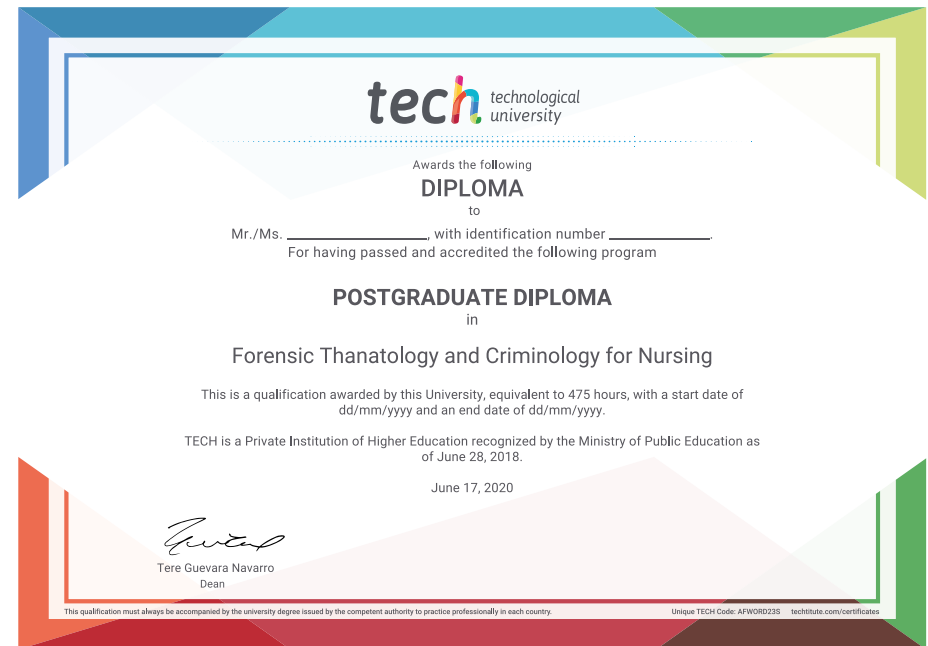 tech technological
university
Awards the following
DIPLOMA
to
Mr./Ms. ____________________, with identification number ______________.
For having passed and accredited the following program
POSTGRADUATE DIPLOMA
in
Forensic Thanatology and Criminology for Nursing
This is a qualification awarded by this University, equivalent to 475 hours, with a start date of
dd/mm/yyyy and an end date of dd/mm/yyyy.
TECH is a Private Institution of Higher Education recognized by the Ministry of Public Education as
of June 28, 2018.
June 17, 2020
Tere Guevara Navarro
Dean
This qualification must always be accompanied by the university degree issued by the competent authority to practice professionally in each country.
Unique TECH Code: AFWORD23S techtitute.com/certificates